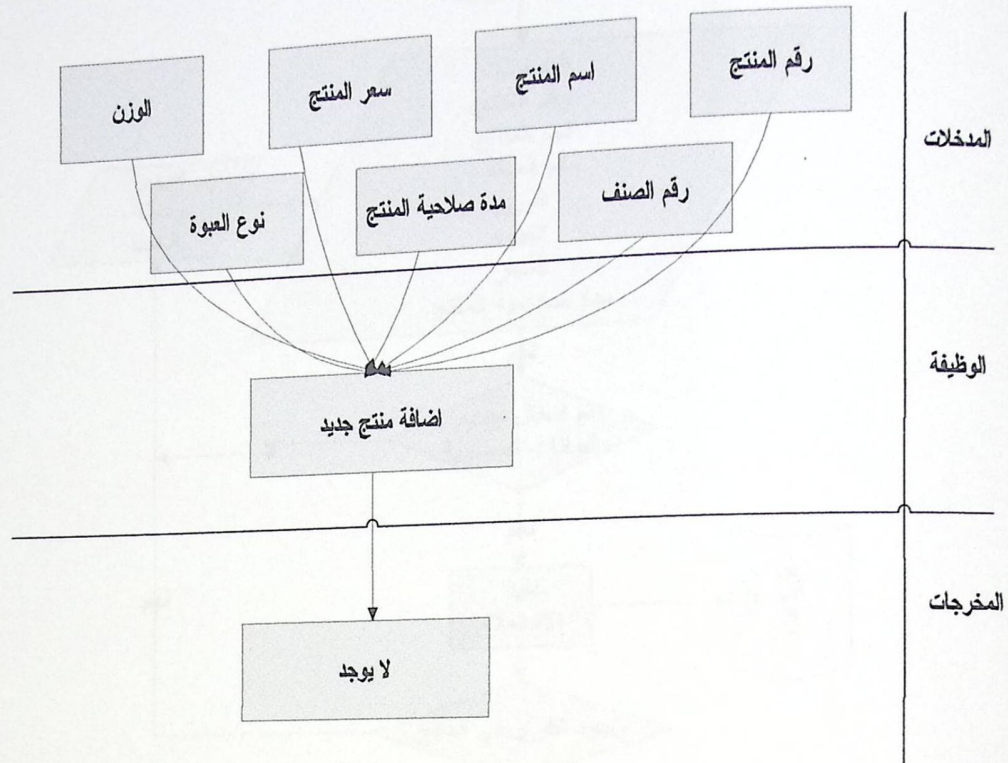 المدخلات
رقم المنتج
اسم المنتج
سعر المنتج
الوزن
رقم الصنف
مدة صلاحية المنتج
نوع العبوة
الوظيفة
اضافة منتج جديد
المخرجات
لا يوجد